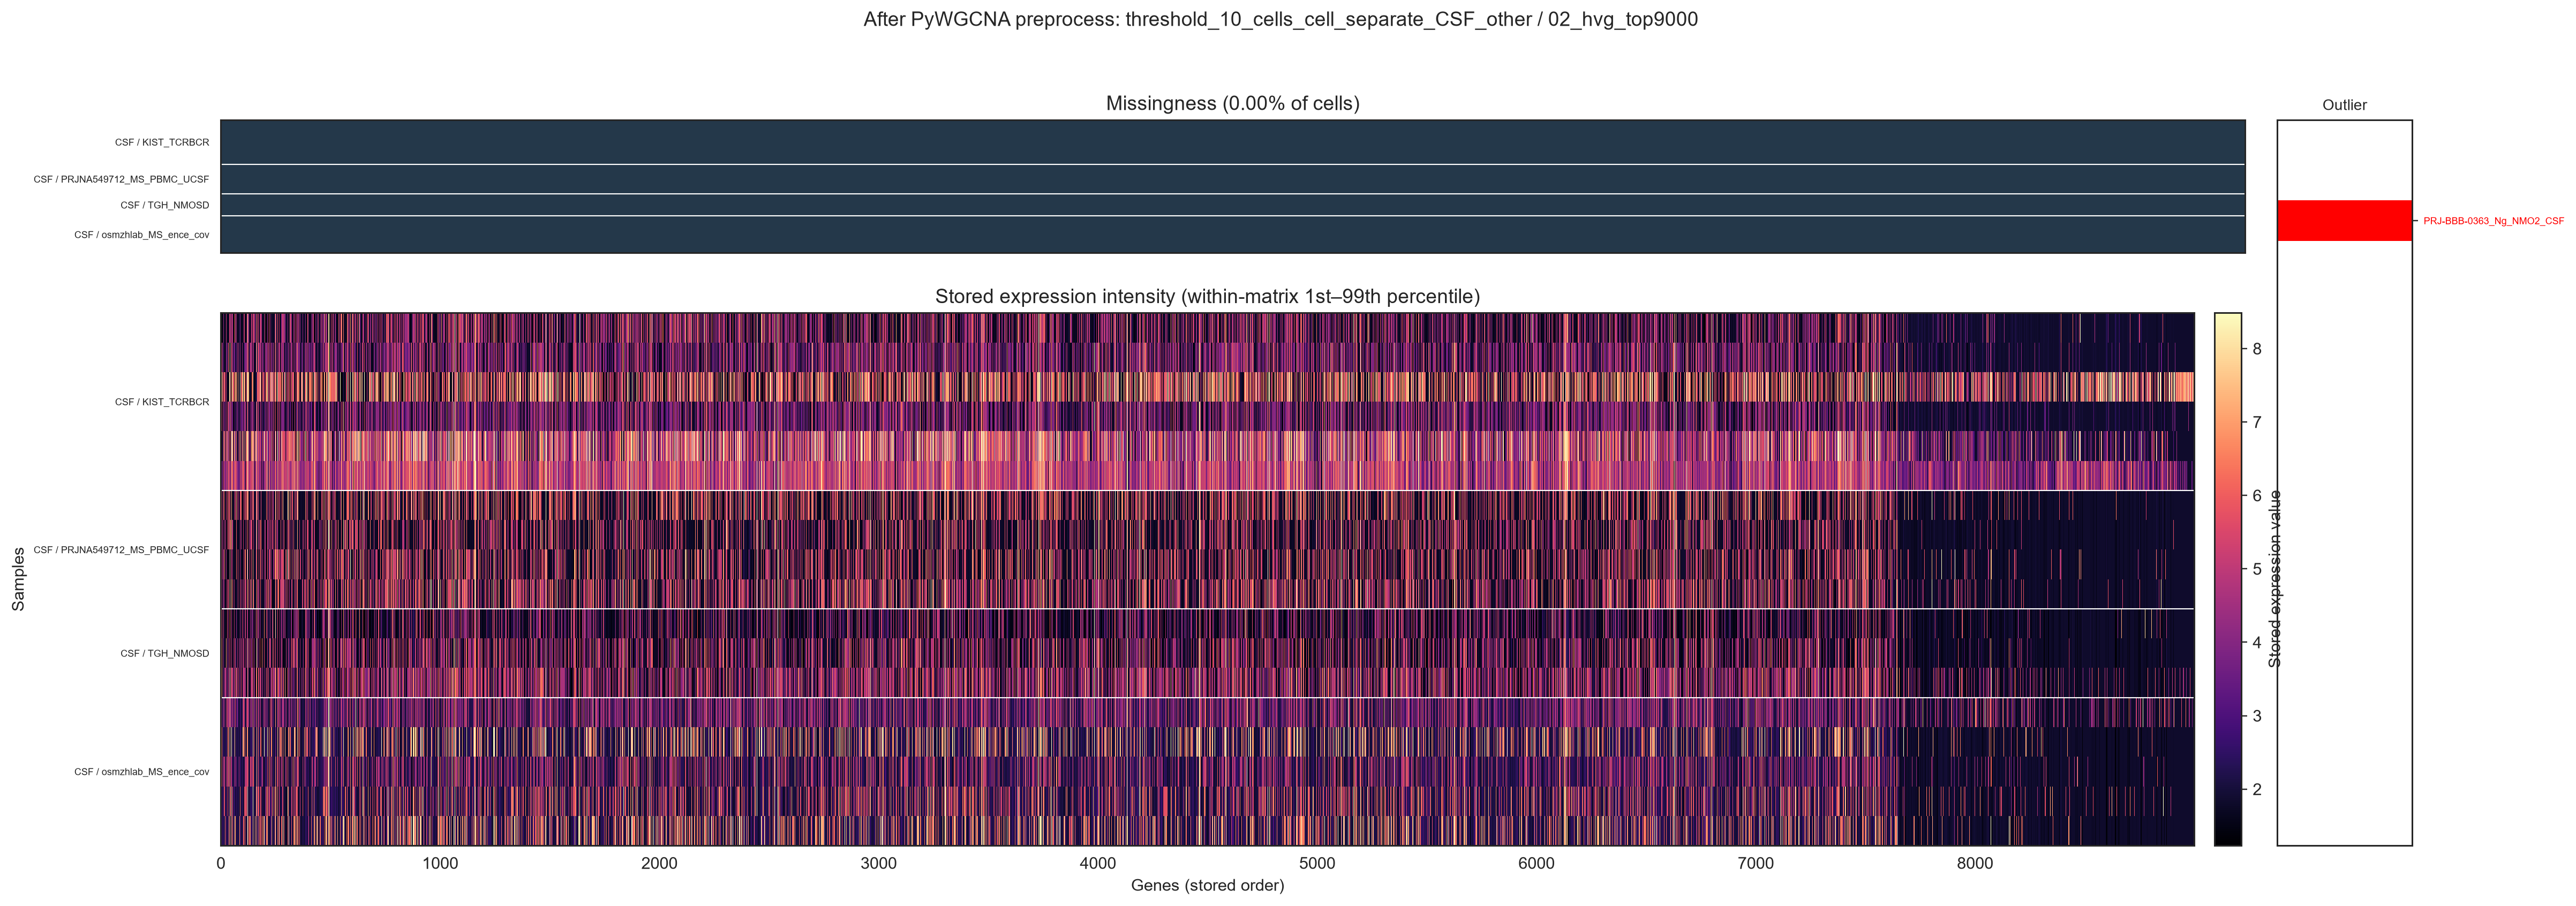 After PyWGCNA preprocess: threshold_10_cells_cell_separate_CSF_other / 02_hvg_top9000
Missingness (0.00% of cells)
Outlier
CSF / KIST_TCRBCR
CSF / PRJNA549712_MS_PBMC_UCSF
CSF / TGH_NMOSD
CSF / osmzhlab_MS_ence_cov
PRJ-BBB-0363_Ng_NMO2_CSF
Stored expression intensity (within-matrix 1st–99th percentile)
Samples
CSF / KIST_TCRBCR
CSF / PRJNA549712_MS_PBMC_UCSF
CSF / TGH_NMOSD
CSF / osmzhlab_MS_ence_cov
8
7
6
5
4
3
2
Stored expression value
0 1000 2000 3000 4000 5000 6000 7000 8000
Genes (stored order)